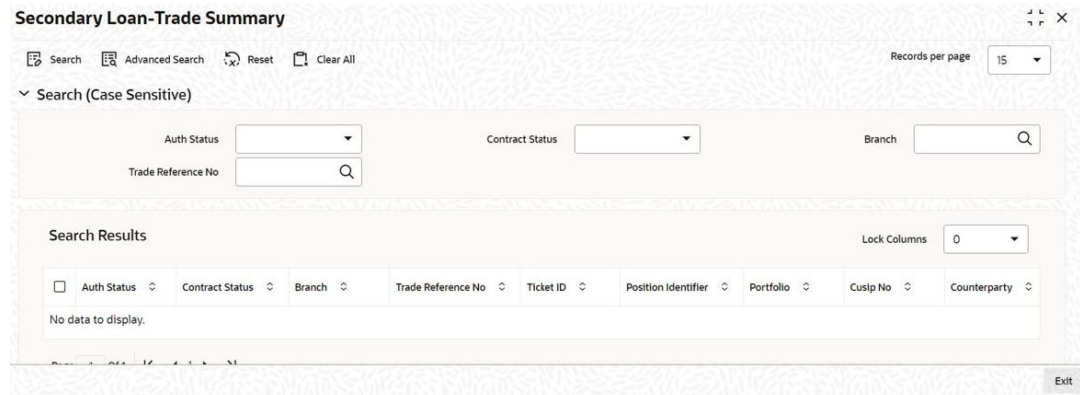 Secondary Loan-Trade Summary
Search Advanced Search Reset Clear All Records per page 15
Search (Case Sensitive)
Auth Status Contract Status Branch
Trade Reference No
Search Results Lock Columns 0
Auth Status Contract Status Branch Trade Reference No Ticket ID Position Identifier Portfolio Cusip No Counterparty
No data to display.
Exit